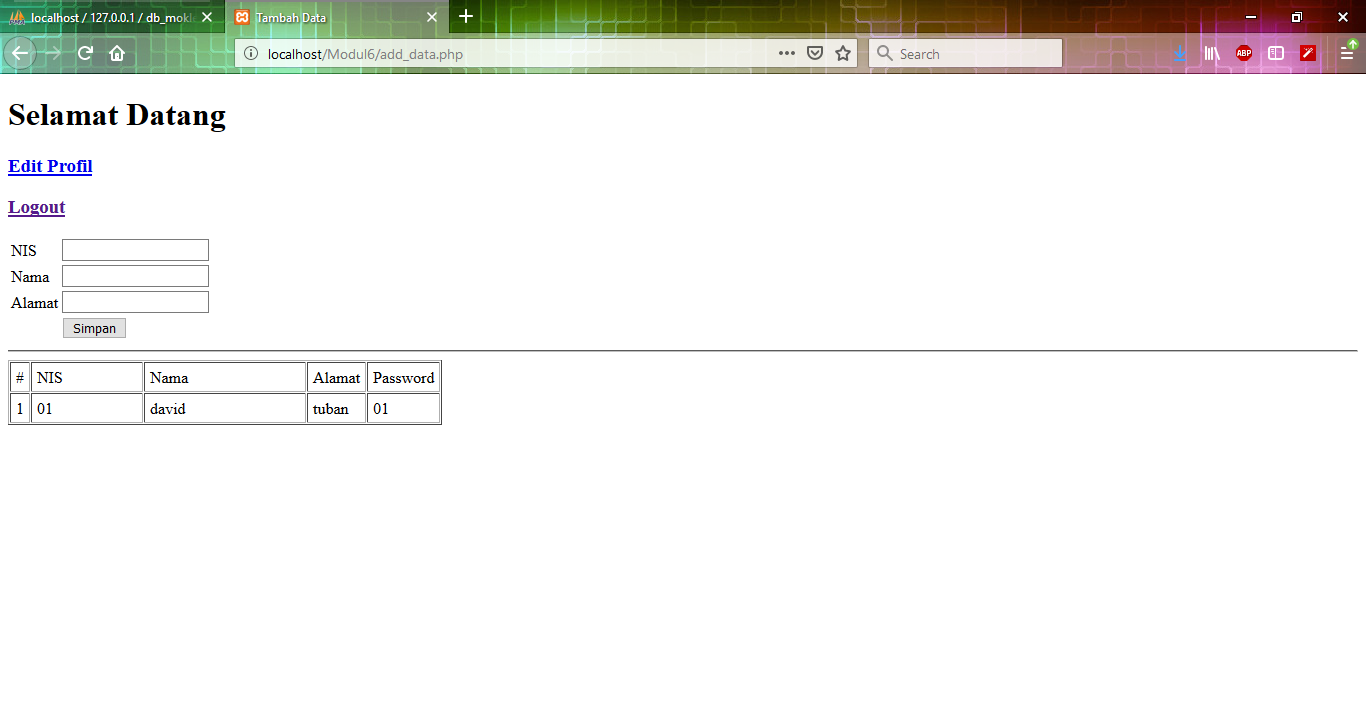 localhost / 127.0.0.1 / db_mokl
Tambah Data
localhost/Modul6/add_data.php
Search
ABP
Selamat Datang
Edit Profil
Logout
NIS
Nama
Alamat
Simpan
# NIS Nama Alamat Password
1 01 david tuban 01